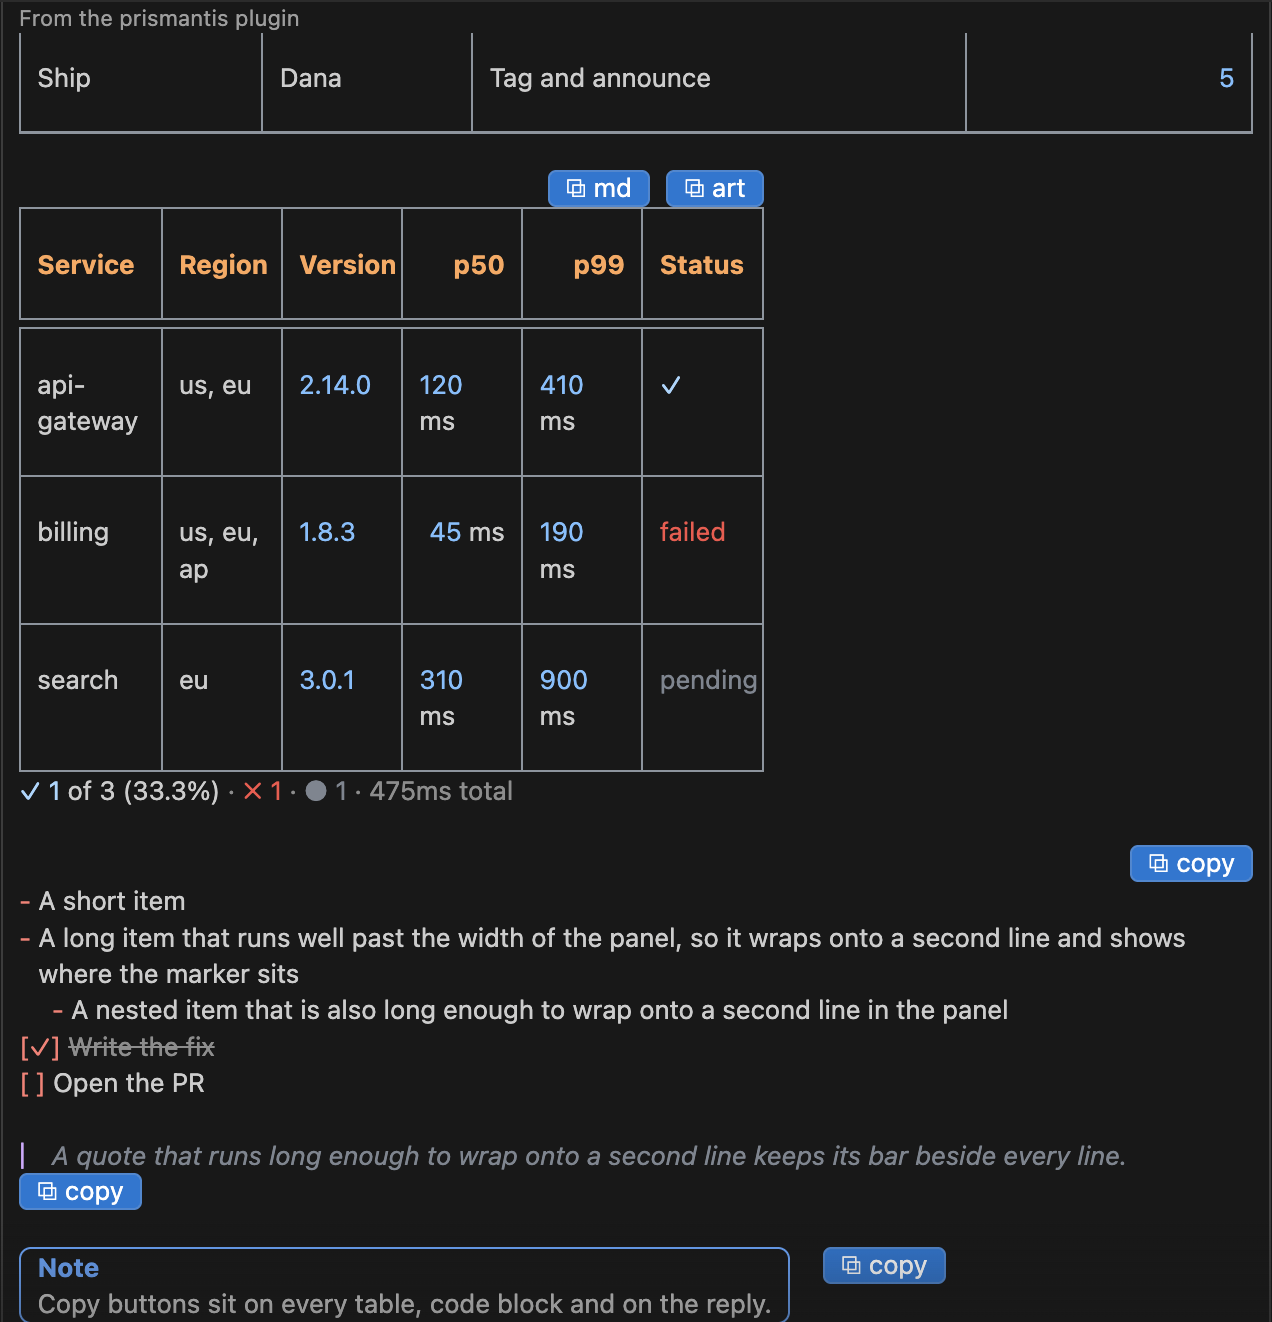 From the prismantis plugin
Ship Dana Tag and announce 5
md art
Service Region Version p50 p99 Status
api-gateway us, eu 2.14.0 120 ms 410 ms ✓
billing us, eu, ap 1.8.3 45 ms 190 ms failed
search eu 3.0.1 310 ms 900 ms pending
✓ 1 of 3 (33.3%) · ✕ 1 · ● 1 · 475ms total
copy
- A short item
- A long item that runs well past the width of the panel, so it wraps onto a second line and shows
where the marker sits
- A nested item that is also long enough to wrap onto a second line in the panel
[✓] Write the fix
[ ] Open the PR
A quote that runs long enough to wrap onto a second line keeps its bar beside every line.
copy
Note
copy
Copy buttons sit on every table, code block and on the reply.